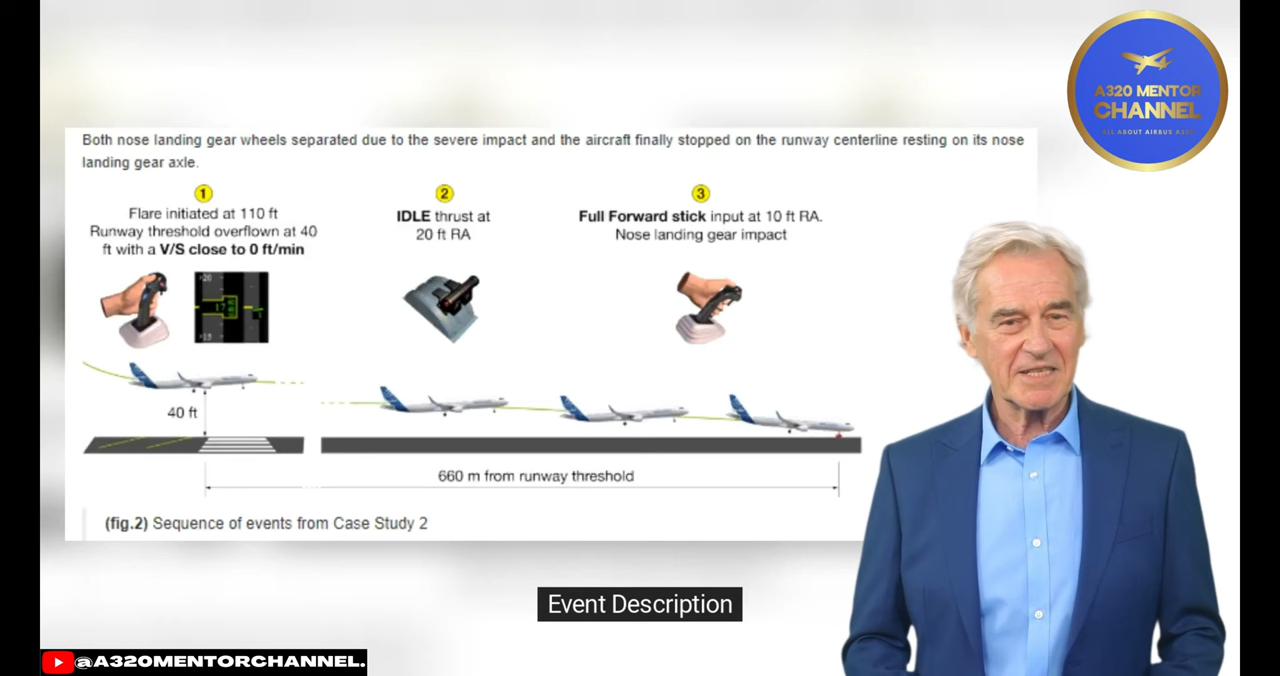 A320 MENTOR
CHANNEL
ALL ABOUT AIRBUS A320
Both nose landing gear wheels separated due to the severe impact and the aircraft finally stopped on the runway centerline resting on its nose
landing gear axle.
1
Flare initiated at 110 ft
Runway threshold overflown at 40
ft with a V/S close to 0 ft/min
2
IDLE thrust at
20 ft RA
3
Full Forward stick input at 10 ft RA.
Nose landing gear impact
40 ft
660 m from runway threshold
(fig.2) Sequence of events from Case Study 2
Event Description
@A320MENTORCHANNEL.